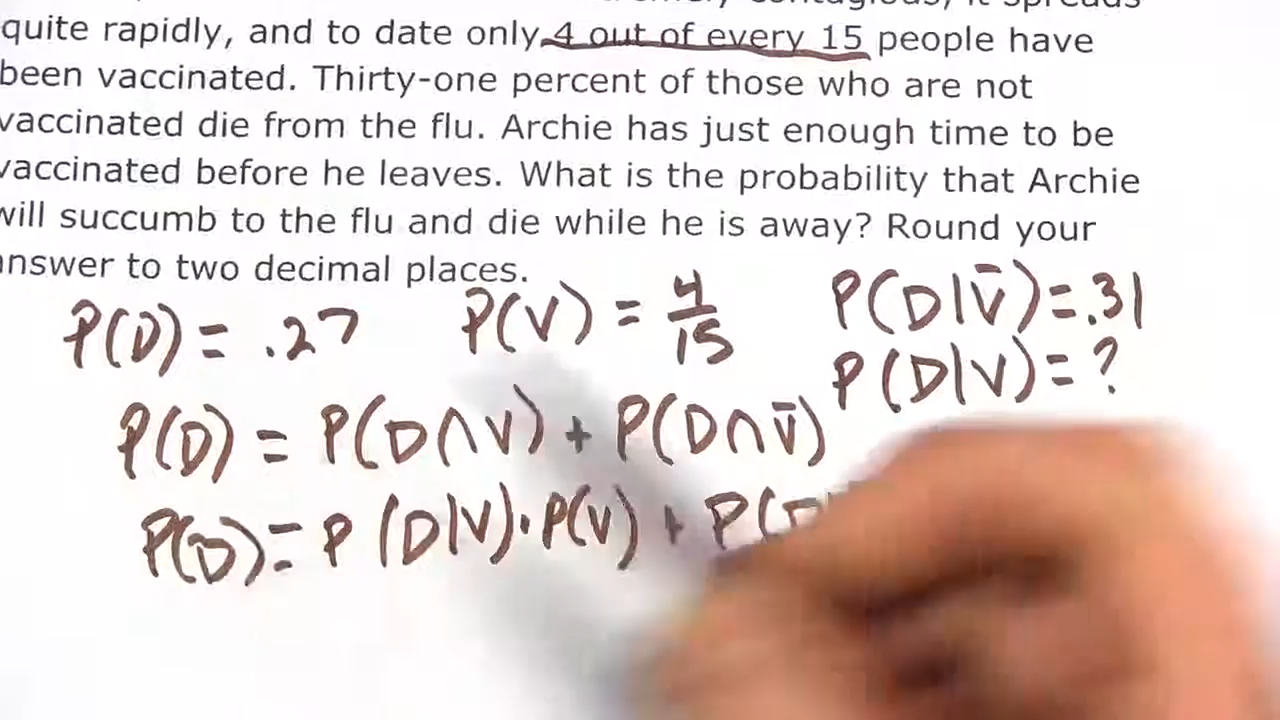 quite rapidly, and to date only 4 out of every 15 people have
been vaccinated. Thirty-one percent of those who are not
vaccinated die from the flu. Archie has just enough time to be
vaccinated before he leaves. What is the probability that Archie
will succumb to the flu and die while he is away? Round your
answer to two decimal places.
P(D) = .27 P(V) = 4/15 P(D|V̄) = .31
P(D|V) = ?
P(D) = P(D∩V) + P(D∩V̄)
P(D) = P(D|V)·P(V) + P(D